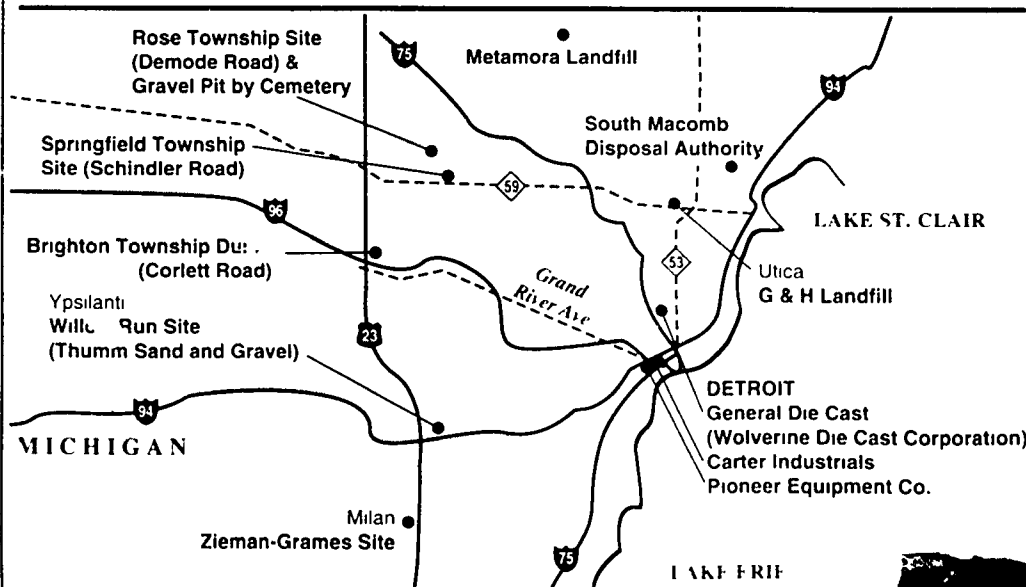 Rose Township Site
(Demode Road) &
Gravel Pit by Cemetery
75
Metamora Landfill
94
South Macomb
Disposal Authority
Springfield Township
Site (Schindler Road)
59
96
LAKE ST. CLAIR
Brighton Township
(Corlett Road)
Grand
River Ave
53
Utica
G & H Landfill
Ypsilanti
Run Site
(Thumm Sand and Gravel)
23
DETROIT
General Die Cast
(Wolverine Die Cast Corporation)
Carter Industrials
Pioneer Equipment Co.
94
MICHIGAN
Milan
Zieman-Grames Site
75
LAKE ERIE